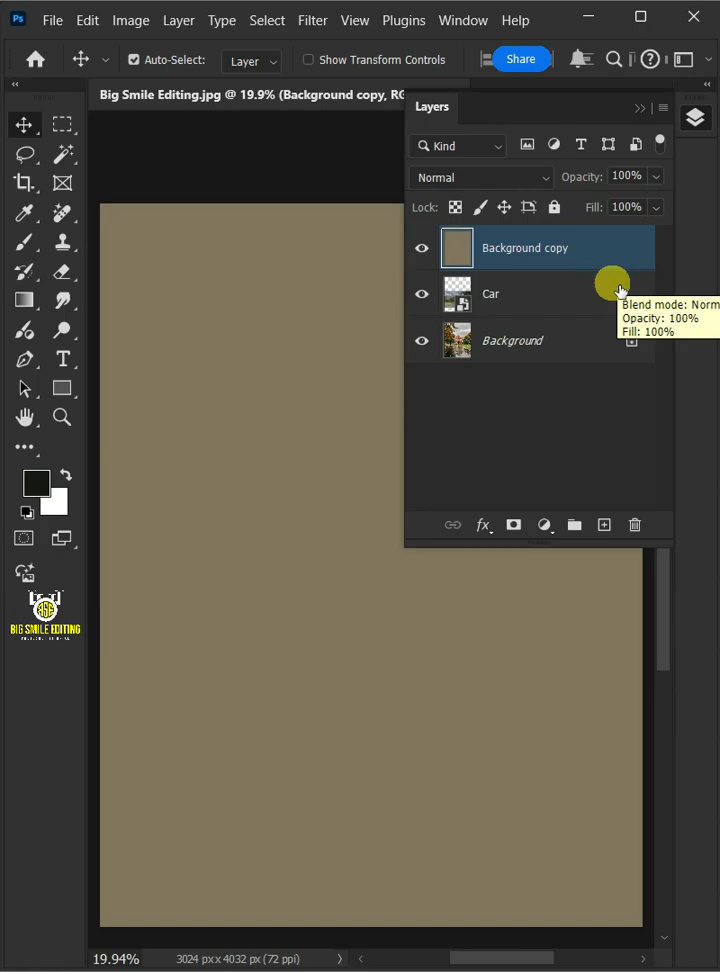 Ps File Edit Image Layer Type Select Filter View Plugins Window Help
Auto-Select: Layer Show Transform Controls Share
Big Smile Editing.jpg @ 19.9% (Background copy, RG
Layers
Kind
Normal Opacity: 100%
Lock: Fill: 100%
Background copy
Car
Blend mode: Norm
Opacity: 100%
Fill: 100%
Background
fx
BIG SMILE EDITING
19.94% 3024 px x 4032 px (72 ppi)